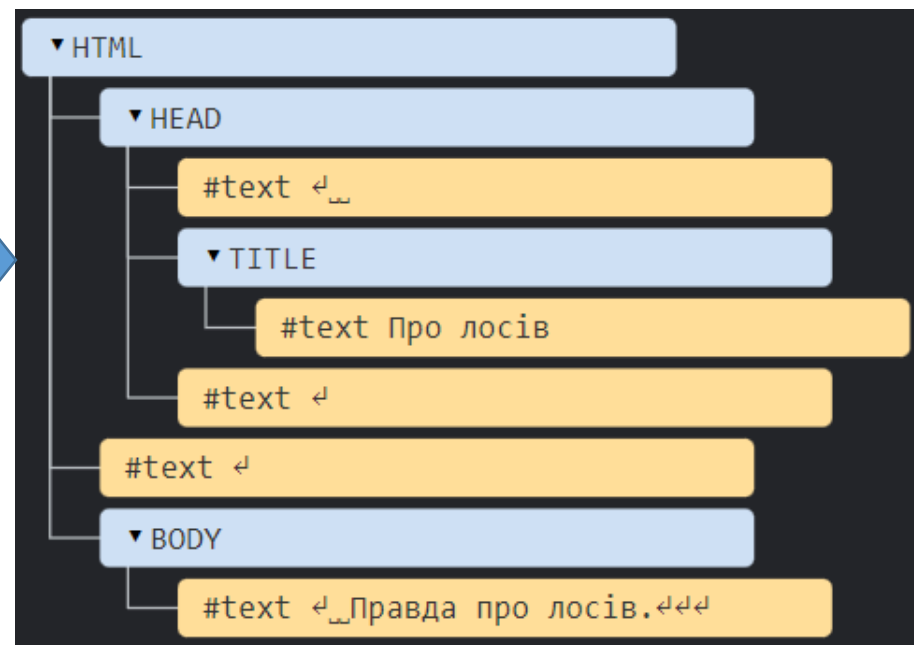 ▾ HTML
▾ HEAD
#text ↵␣␣
▾ TITLE
#text Про лосів
#text ↵
#text ↵
▾ BODY
#text ↵␣␣Правда про лосів.↵↵↵